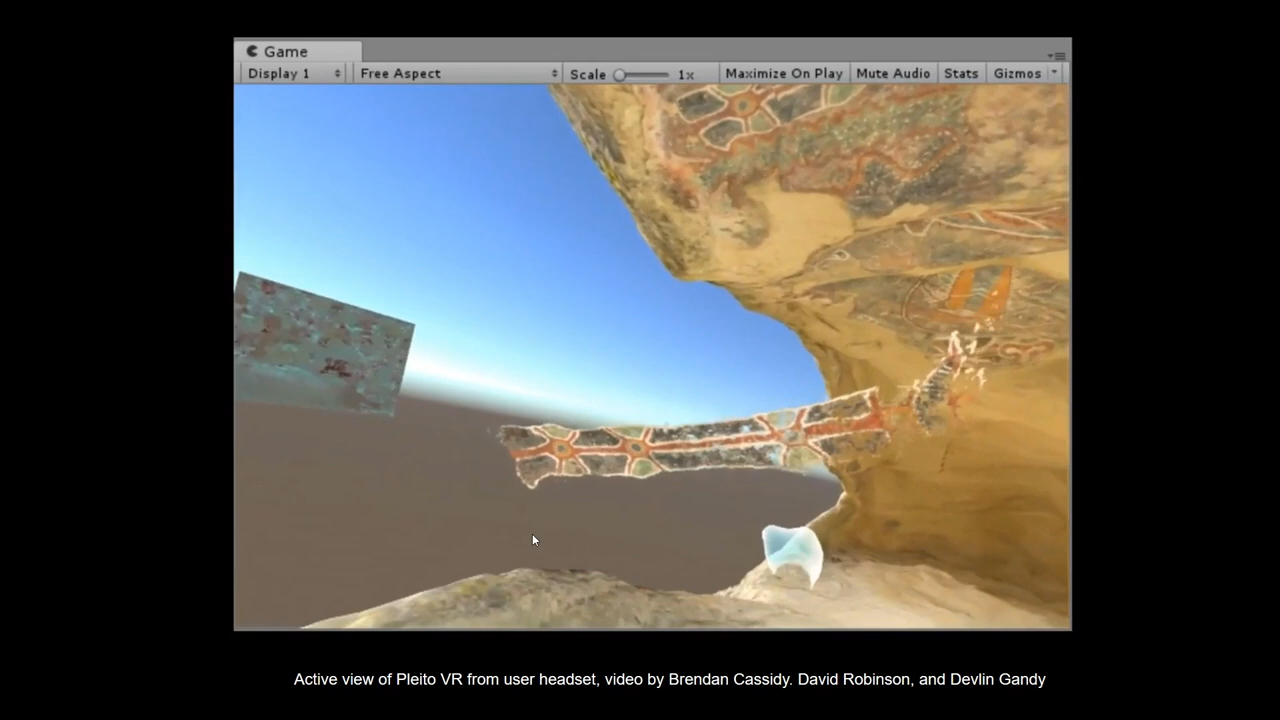 Game
Display 1 Free Aspect Scale 1x Maximize On Play Mute Audio Stats Gizmos
Active view of Pleito VR from user headset, video by Brendan Cassidy. David Robinson, and Devlin Gandy